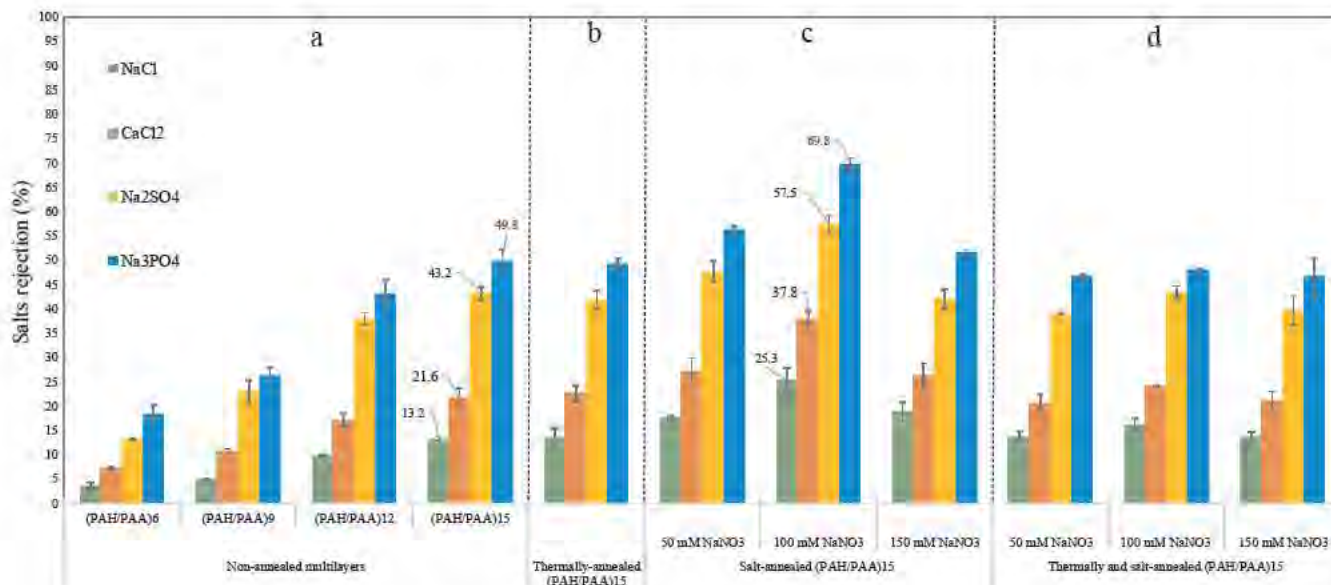 100
95
90
85
80
75
70
65
60
55
50
45
40
35
30
25
20
15
10
5
0
Salts rejection (%)
a
b
c
d
NaCl
CaCl2
Na2SO4
Na3PO4
13.2
21.6
43.2
49.8
25.3
37.8
57.5
69.8
(PAH/PAA)6
(PAH/PAA)9
(PAH/PAA)12
(PAH/PAA)15
50 mM NaNO3
100 mM NaNO3
150 mM NaNO3
50 mM NaNO3
100 mM NaNO3
150 mM NaNO3
Non-annealed multilayers
Thermally-annealed
(PAH/PAA)15
Salt-annealed (PAH/PAA)15
Thermally and salt-annealed (PAH/PAA)15